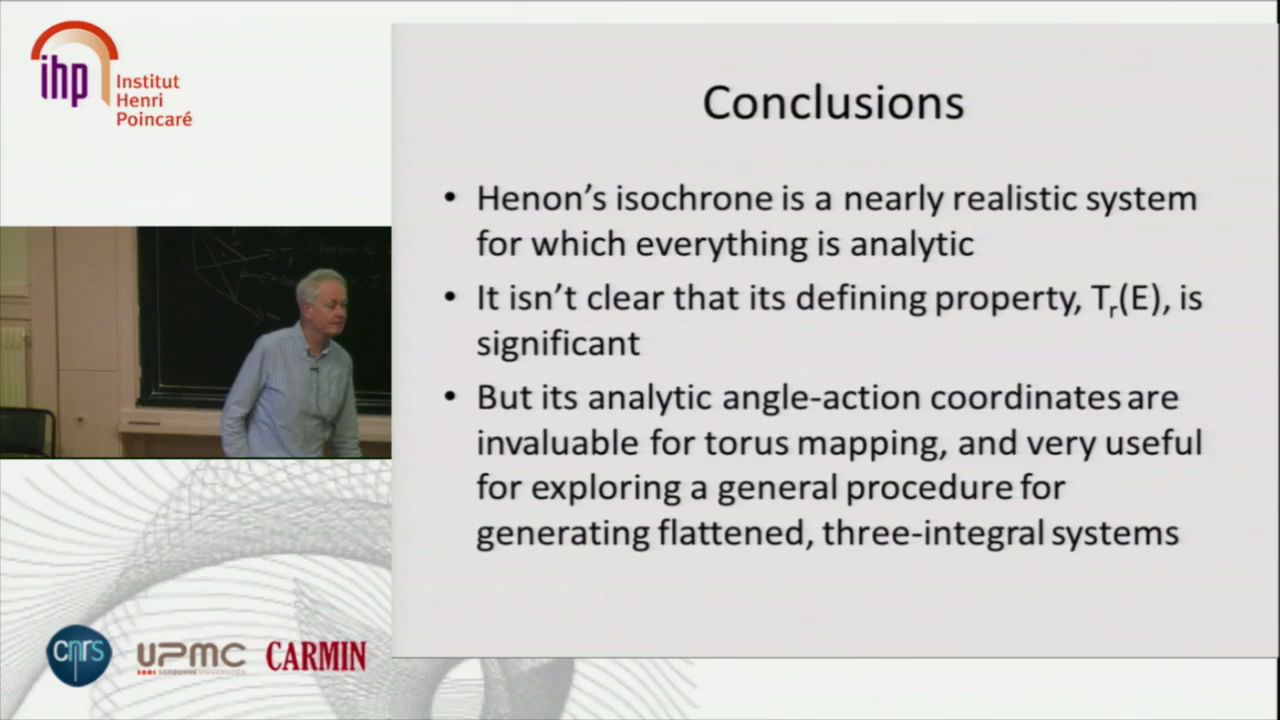 ihp
Institut
Henri
Poincaré
Conclusions
• Henon's isochrone is a nearly realistic system
for which everything is analytic
• It isn't clear that its defining property, Tr(E), is
significant
• But its analytic angle-action coordinates are
invaluable for torus mapping, and very useful
for exploring a general procedure for
generating flattened, three-integral systems
cnrs
UPMC
SORBONNE UNIVERSITÉS
CARMIN